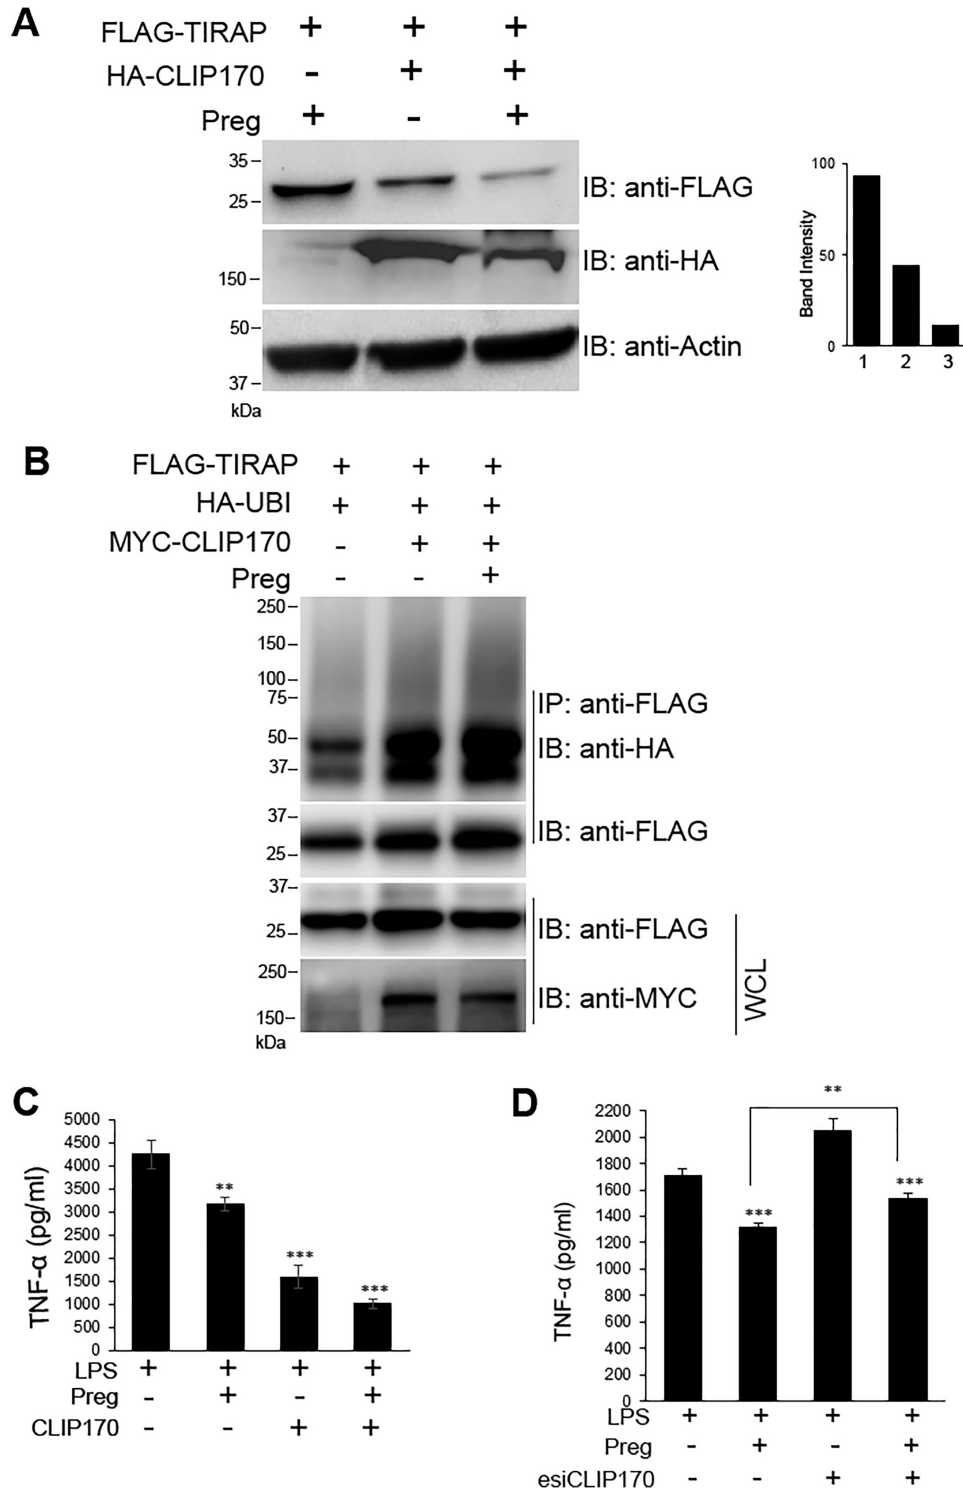 A
FLAG-TIRAP + + +
HA-CLIP170 - + +
Preg + - +
35
25
IB: anti-FLAG
150
IB: anti-HA
50
37
IB: anti-Actin
kDa
100
50
0
Band Intensity
1 2 3
B
FLAG-TIRAP + + +
HA-UBI + + +
MYC-CLIP170 - + +
Preg - - +
250
150
100
75
50
37
IP: anti-FLAG
IB: anti-HA
37
25
IB: anti-FLAG
37
25
IB: anti-FLAG
250
150
IB: anti-MYC
WCL
kDa
C
5000
4500
4000
3500
3000
2500
2000
1500
1000
500
0
TNF-α (pg/ml)
**
***
***
LPS + + + +
Preg - + - +
CLIP170 - - + +
D
2200
2000
1800
1600
1400
1200
1000
800
600
400
200
0
TNF-α (pg/ml)
**
***
***
LPS + + + +
Preg - + - +
esiCLIP170 - - + +